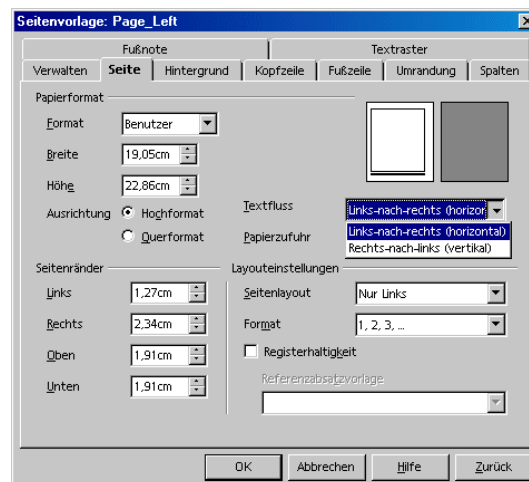 Seitenvorlage: Page_Left
Fußnote Textraster
Verwalten Seite Hintergrund Kopfzeile Fußzeile Umrandung Spalten
Papierformat
Format Benutzer
Breite 19,05cm
Höhe 22,86cm
Ausrichtung Hochformat
Querformat
Textfluss Links-nach-rechts (horizor
Links-nach-rechts (horizontal)
Rechts-nach-links (vertikal)
Papierzufuhr
Seitenränder
Links 1,27cm
Rechts 2,34cm
Oben 1,91cm
Unten 1,91cm
Layouteinstellungen
Seitenlayout Nur Links
Format 1, 2, 3, ...
Registerhaltigkeit
Referenzabsatzvorlage
OK Abbrechen Hilfe Zurück